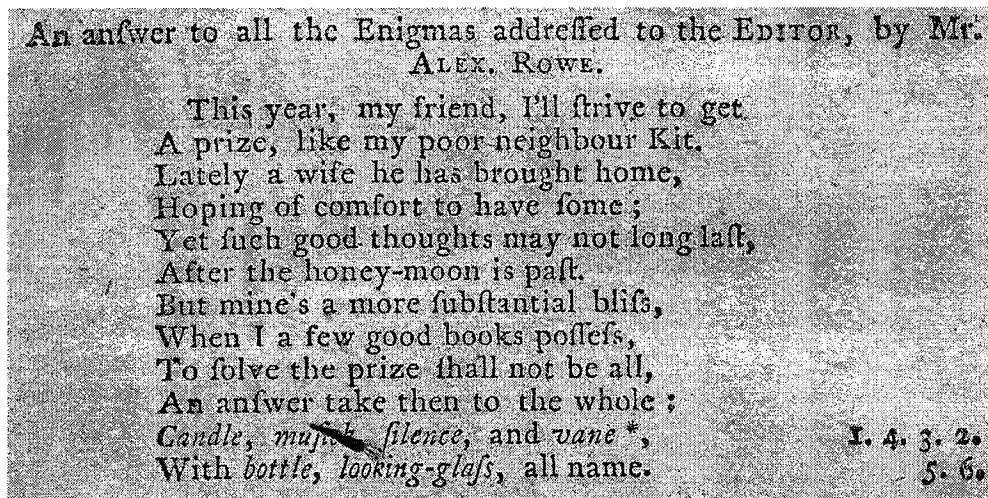 An anſwer to all the Enigmas addreſſed to the EDITOR, by Mr.
ALEX. ROWE.
This year, my friend, I'll ſtrive to get
A prize, like my poor neighbour Kit.
Lately a wife he has brought home,
Hoping of comfort to have ſome;
Yet ſuch good thoughts may not long laſt,
After the honey-moon is paſt.
But mine's a more ſubſtantial bliſs,
When I a few good books poſſeſs,
To ſolve the prize ſhall not be all,
An anſwer take then to the whole:
Candle, muſick, ſilence, and vane *, 1. 4. 3. 2.
With bottle, looking-glaſs, all name. 5. 6.